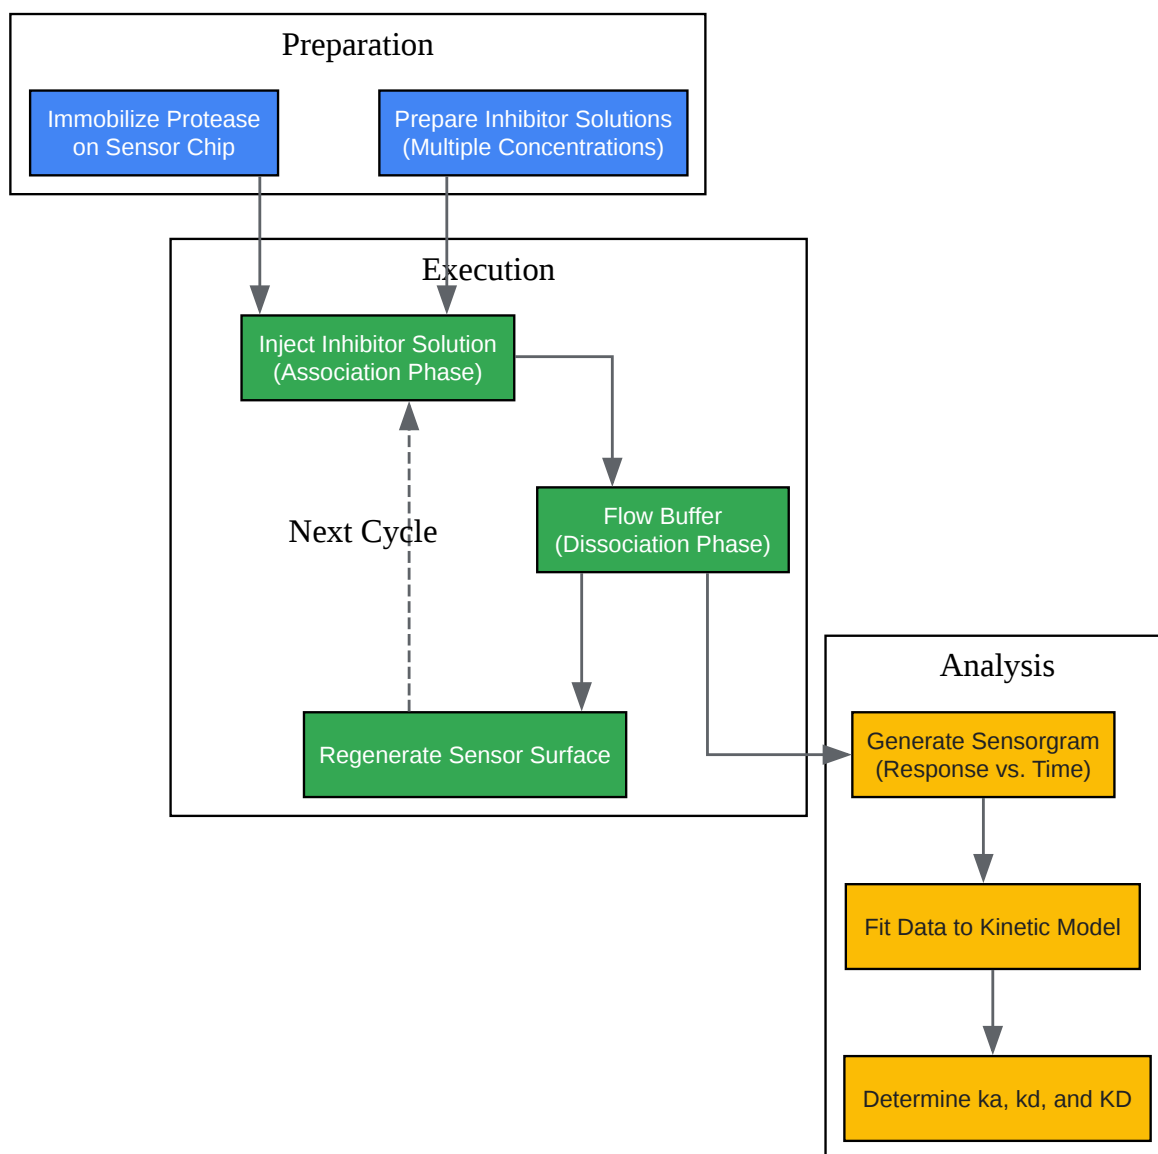 Preparation
Immobilize Protease
on Sensor Chip
Prepare Inhibitor Solutions
(Multiple Concentrations)
Execution
Inject Inhibitor Solution
(Association Phase)
Flow Buffer
(Dissociation Phase)
Next Cycle
Regenerate Sensor Surface
Analysis
Generate Sensorgram
(Response vs. Time)
Fit Data to Kinetic Model
Determine ka, kd, and KD